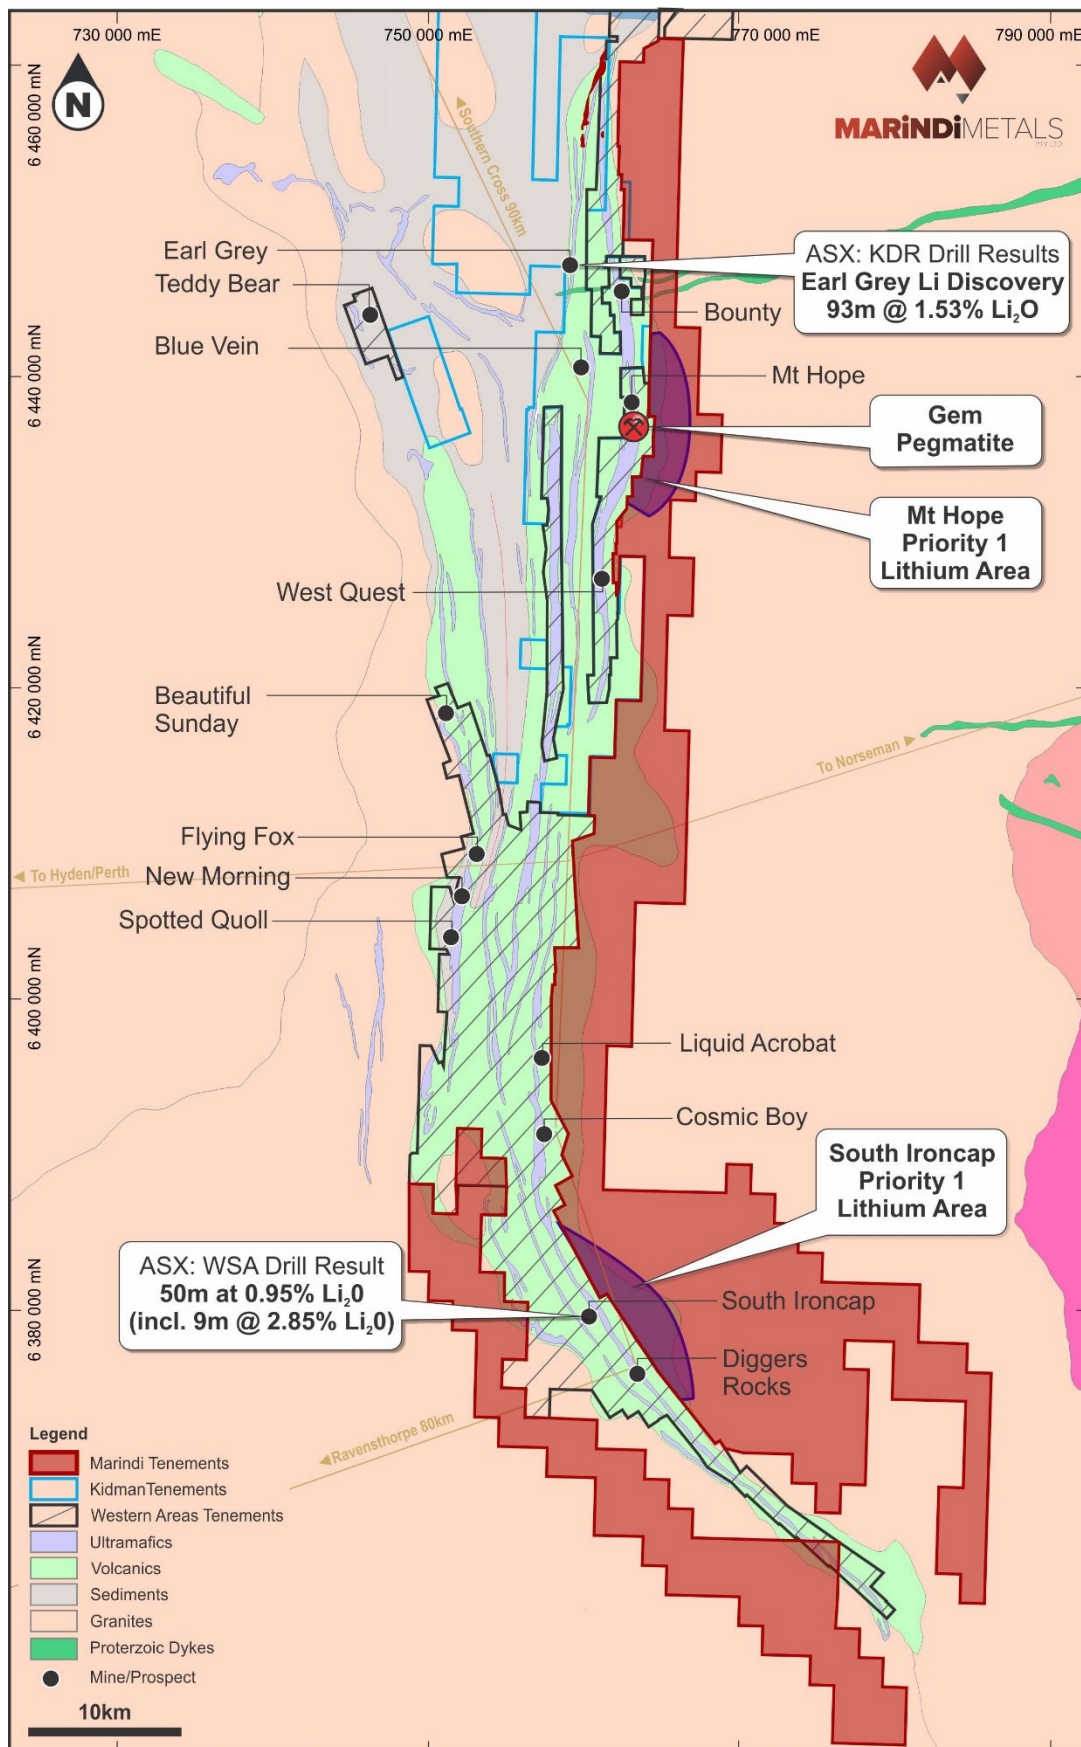 730 000 mE
750 000 mE
770 000 mE
790 000 mE
N
MARiNDiMETALS
PTY LTD
6 460 000 mN
Southern Cross 90km
Earl Grey
ASX: KDR Drill Results
Earl Grey Li Discovery
93m @ 1.53% Li₂O
Teddy Bear
Bounty
Blue Vein
Mt Hope
6 440 000 mN
Gem
Pegmatite
Mt Hope
Priority 1
Lithium Area
West Quest
6 420 000 mN
Beautiful
Sunday
To Norseman
Flying Fox
To Hyden/Perth
New Morning
Spotted Quoll
6 400 000 mN
Liquid Acrobat
Cosmic Boy
South Ironcap
Priority 1
Lithium Area
ASX: WSA Drill Result
50m at 0.95% Li₂0
(incl. 9m @ 2.85% Li₂0)
6 380 000 mN
South Ironcap
Diggers
Rocks
Ravensthorpe 80km
Legend
Marindi Tenements
KidmanTenements
Western Areas Tenements
Ultramafics
Volcanics
Sediments
Granites
Proterzoic Dykes
Mine/Prospect
10km